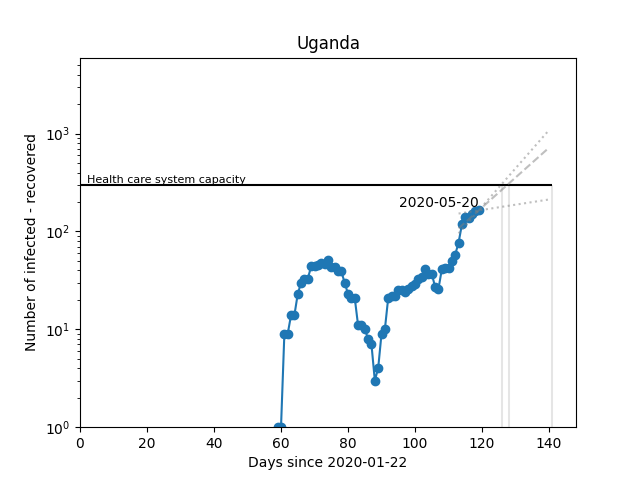 Uganda
Number of infected - recovered
10³
10²
10¹
10⁰
Health care system capacity
2020-05-20
0 20 40 60 80 100 120 140
Days since 2020-01-22